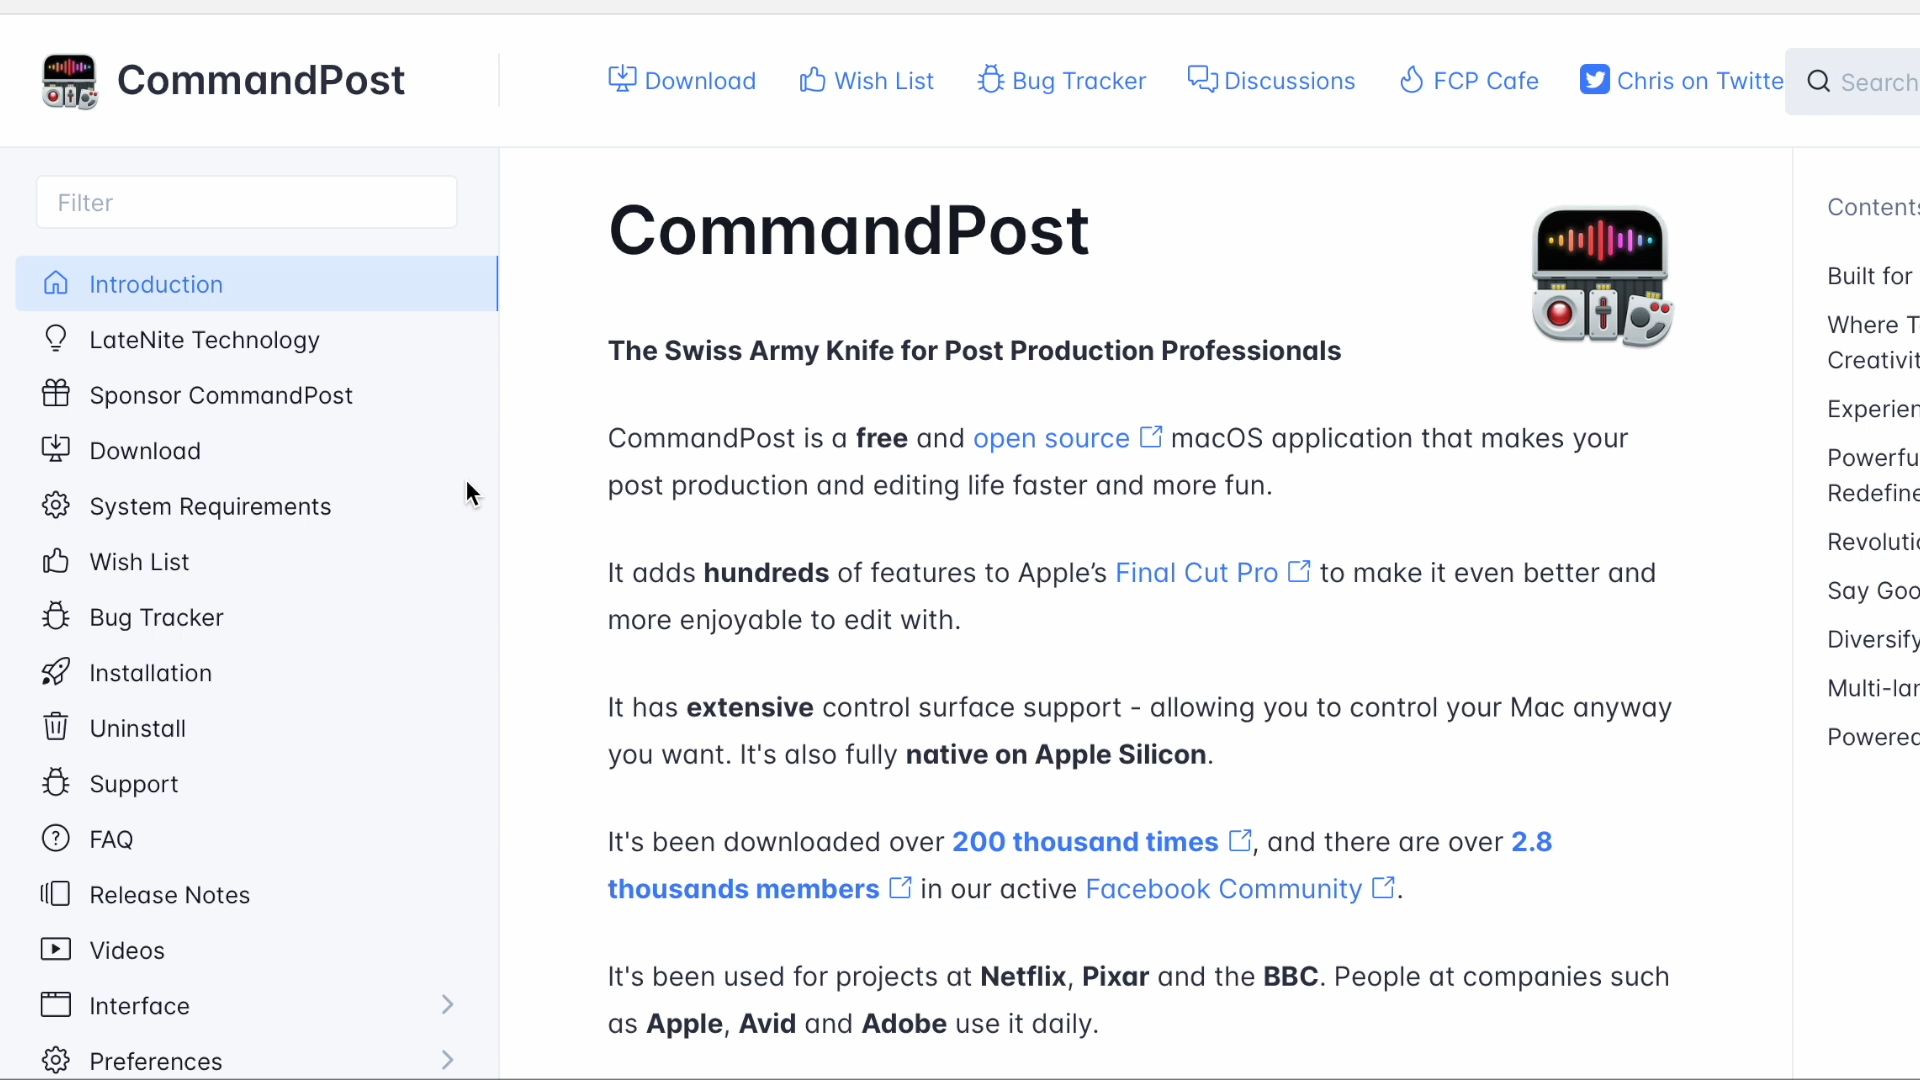 CommandPost
Download
Wish List
Bug Tracker
Discussions
FCP Cafe
Chris on Twitte
Search
Filter
Introduction
LateNite Technology
Sponsor CommandPost
Download
System Requirements
Wish List
Bug Tracker
Installation
Uninstall
Support
FAQ
Release Notes
Videos
Interface
Preferences
CommandPost
The Swiss Army Knife for Post Production Professionals
CommandPost is a free and open source macOS application that makes your
post production and editing life faster and more fun.
It adds hundreds of features to Apple’s Final Cut Pro to make it even better and
more enjoyable to edit with.
It has extensive control surface support - allowing you to control your Mac anyway
you want. It's also fully native on Apple Silicon.
It's been downloaded over 200 thousand times, and there are over 2.8
thousands members in our active Facebook Community.
It's been used for projects at Netflix, Pixar and the BBC. People at companies such
as Apple, Avid and Adobe use it daily.
Contents
Built for
Where T
Creativit
Experien
Powerfu
Redefine
Revolutio
Say Goo
Diversify
Multi-lan
Powered